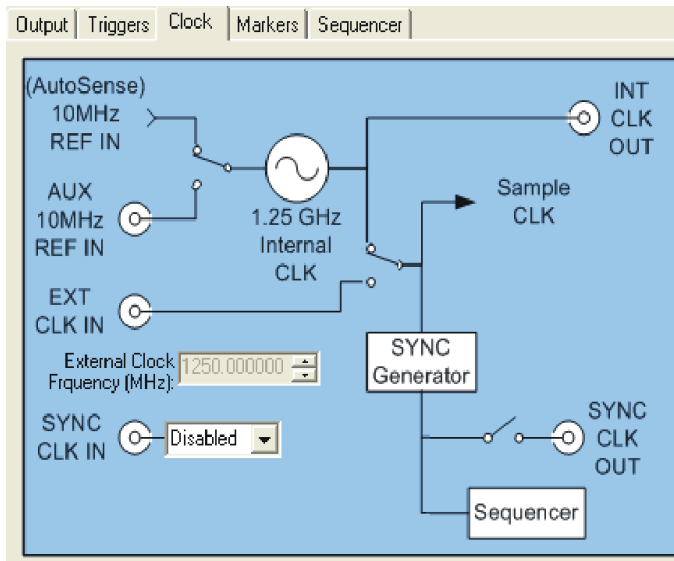 Output
Triggers
Clock
Markers
Sequencer
(AutoSense)
10MHz
REF IN
INT
CLK
OUT
AUX
10MHz
REF IN
1.25 GHz
Internal
CLK
Sample
CLK
EXT
CLK IN
External Clock
Frquency (MHz):
1250.000000
SYNC
Generator
SYNC
CLK IN
Disabled
SYNC
CLK
OUT
Sequencer